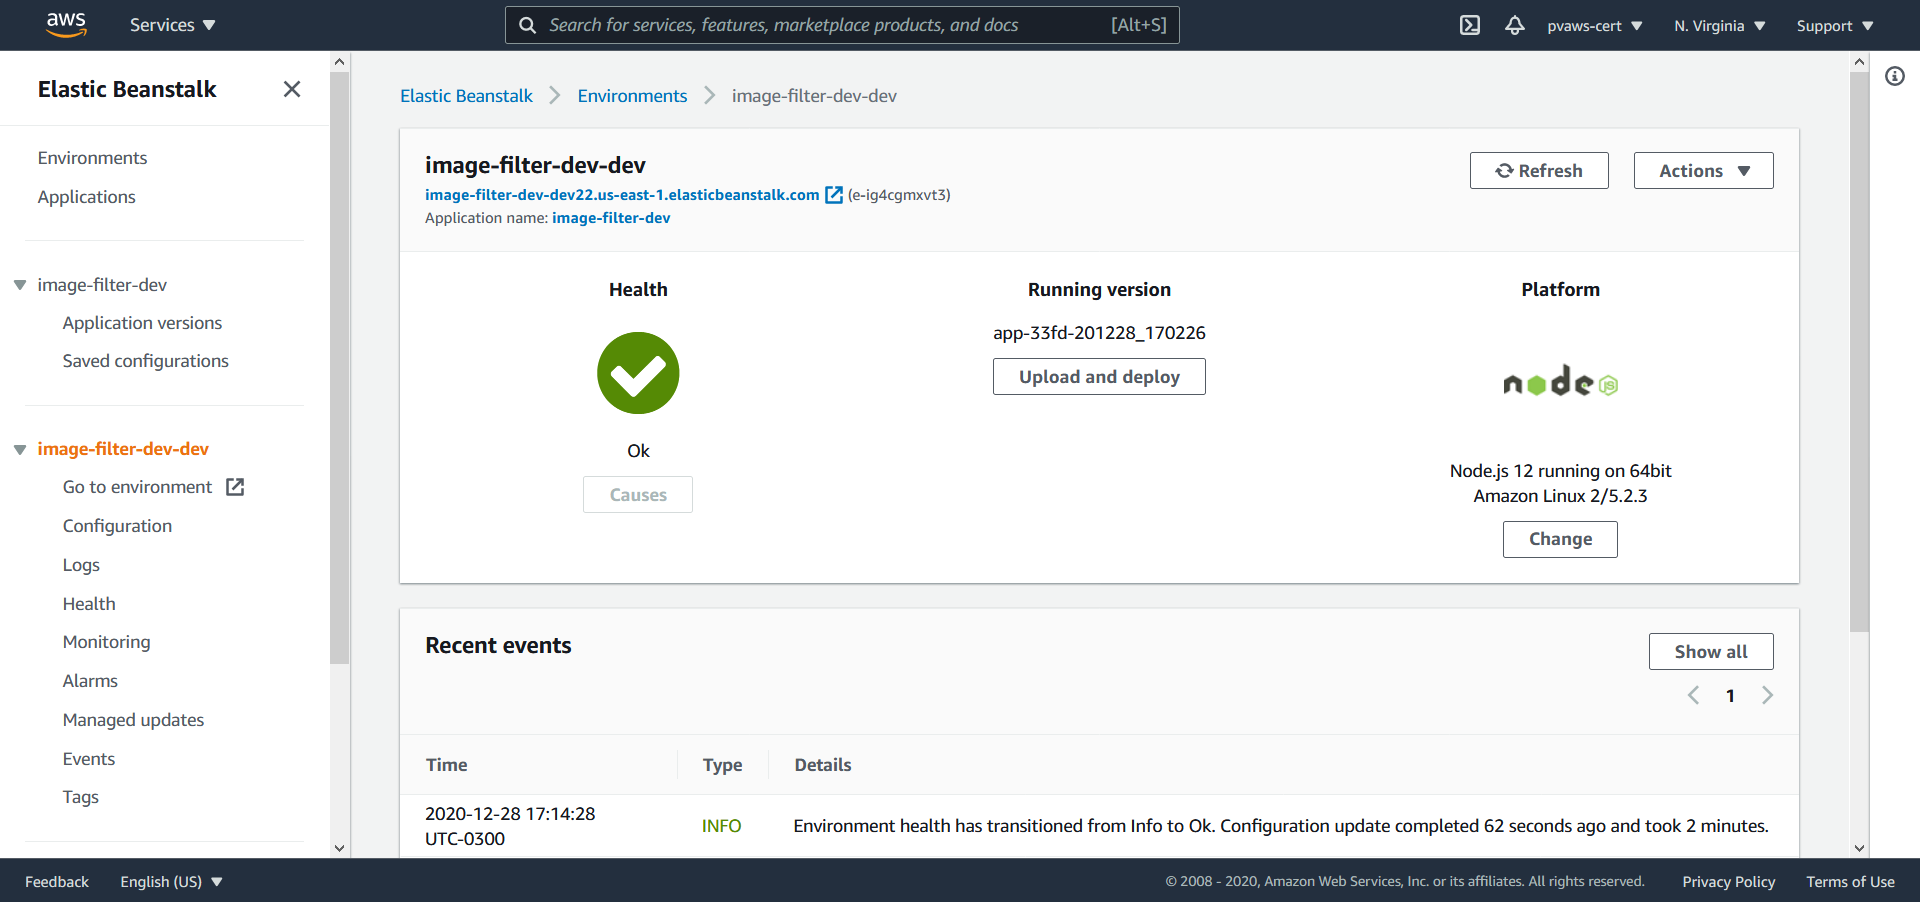 aws
Services
Search for services, features, marketplace products, and docs [Alt+S]
pvaws-cert
N. Virginia
Support
Elastic Beanstalk
Environments
Applications
image-filter-dev
Application versions
Saved configurations
image-filter-dev-dev
Go to environment
Configuration
Logs
Health
Monitoring
Alarms
Managed updates
Events
Tags
Elastic Beanstalk > Environments > image-filter-dev-dev
image-filter-dev-dev
image-filter-dev-dev22.us-east-1.elasticbeanstalk.com (e-ig4cgmxvt3)
Application name: image-filter-dev
Refresh
Actions
Health
Ok
Causes
Running version
app-33fd-201228_170226
Upload and deploy
Platform
node JS
Node.js 12 running on 64bit
Amazon Linux 2/5.2.3
Change
Recent events
Show all
1
Time Type Details
2020-12-28 17:14:28
UTC-0300
INFO
Environment health has transitioned from Info to Ok. Configuration update completed 62 seconds ago and took 2 minutes.
Feedback
English (US)
© 2008 - 2020, Amazon Web Services, Inc. or its affiliates. All rights reserved.
Privacy Policy
Terms of Use